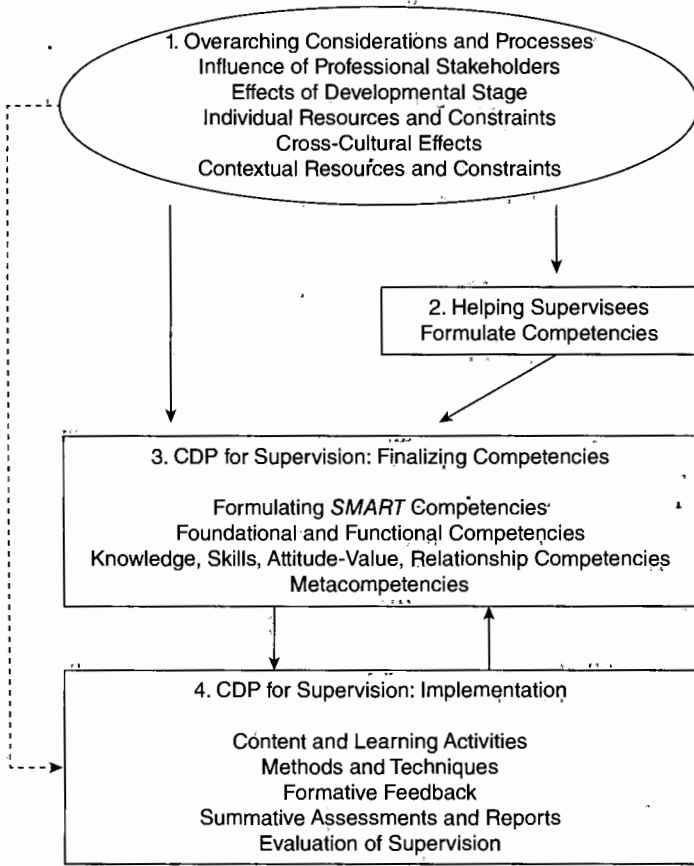 1. Overarching Considerations and Processes
Influence of Professional Stakeholders
Effects of Developmental Stage
Individual Resources and Constraints
Cross-Cultural Effects
Contextual Resources and Constraints
2. Helping Supervisees
Formulate Competencies
3. CDP for Supervision: Finalizing Competencies
Formulating SMART Competencies
Foundational and Functional Competencies
Knowledge, Skills, Attitude-Value, Relationship Competencies
Metacompetencies
4. CDP for Supervision: Implementation
Content and Learning Activities
Methods and Techniques
Formative Feedback
Summative Assessments and Reports
Evaluation of Supervision